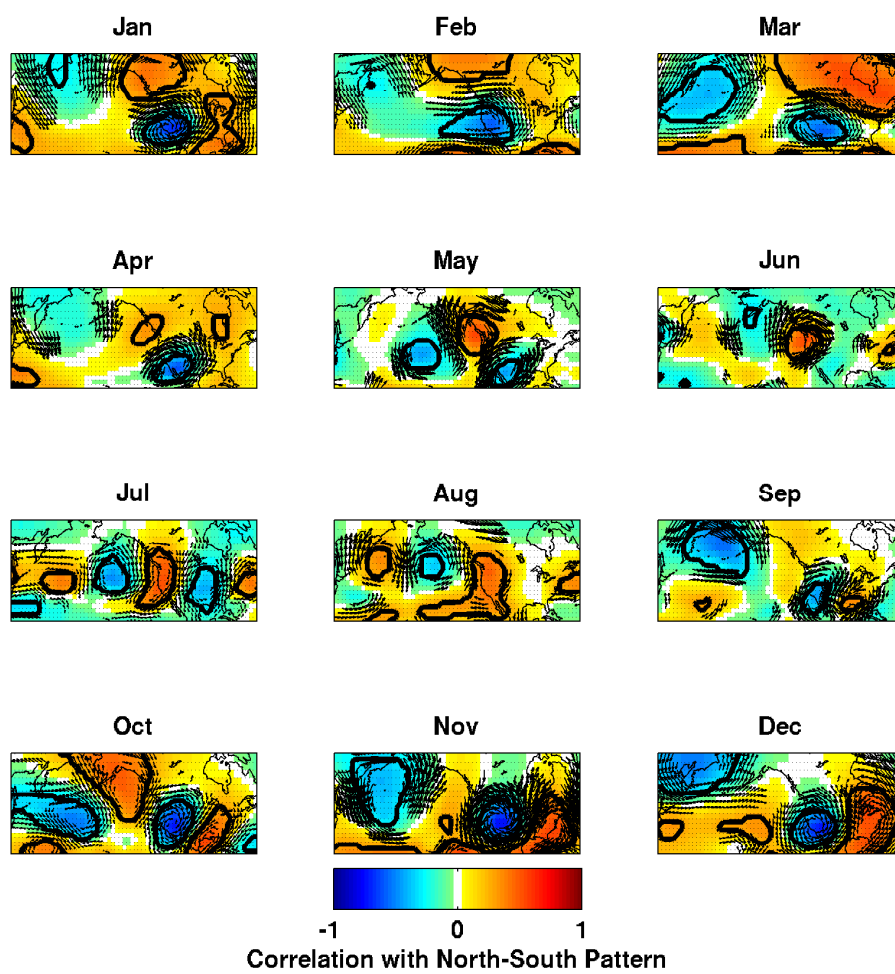 Jan Feb Mar
Apr May Jun
Jul Aug Sep
Oct Nov Dec
-1 0 1
Correlation with North-South Pattern